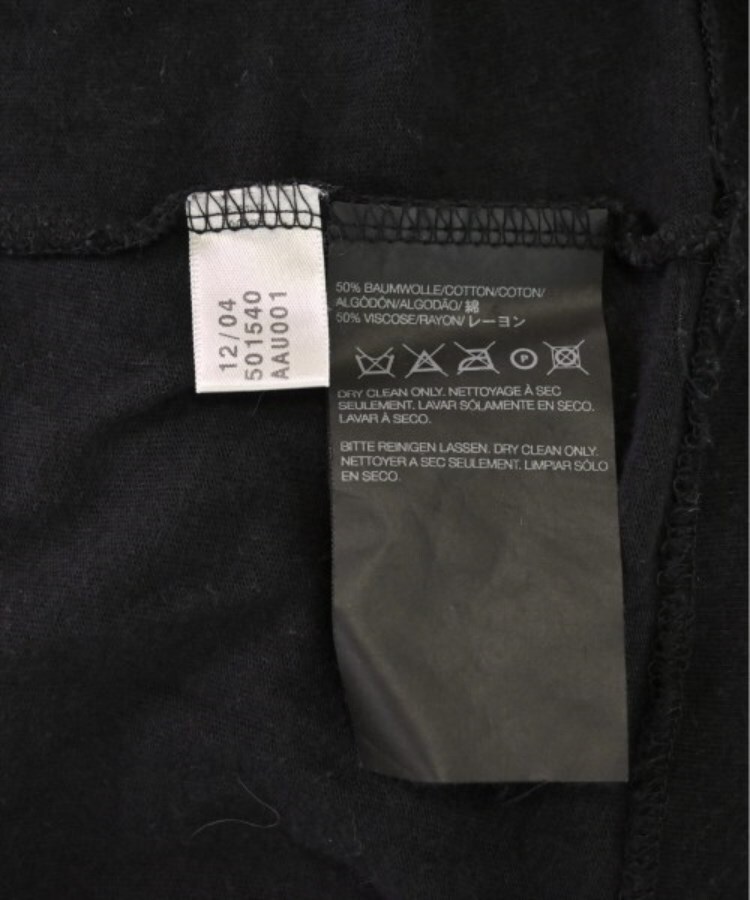 12/04
501540
AAU001
50% BAUMWOLLE/COTTON/COTON/
ALGODÓN/ALGODÃO/綿
50% VISCOSE/RAYON/レーヨン
P
DRY CLEAN ONLY. NETTOYAGE À SEC
SEULEMENT. LAVAR SÓLAMENTE EN SECO.
LAVAR À SECO.
BITTE REINIGEN LASSEN. DRY CLEAN ONLY.
NETTOYER A SEC SEULEMENT. LIMPIAR SÓLO
EN SECO.